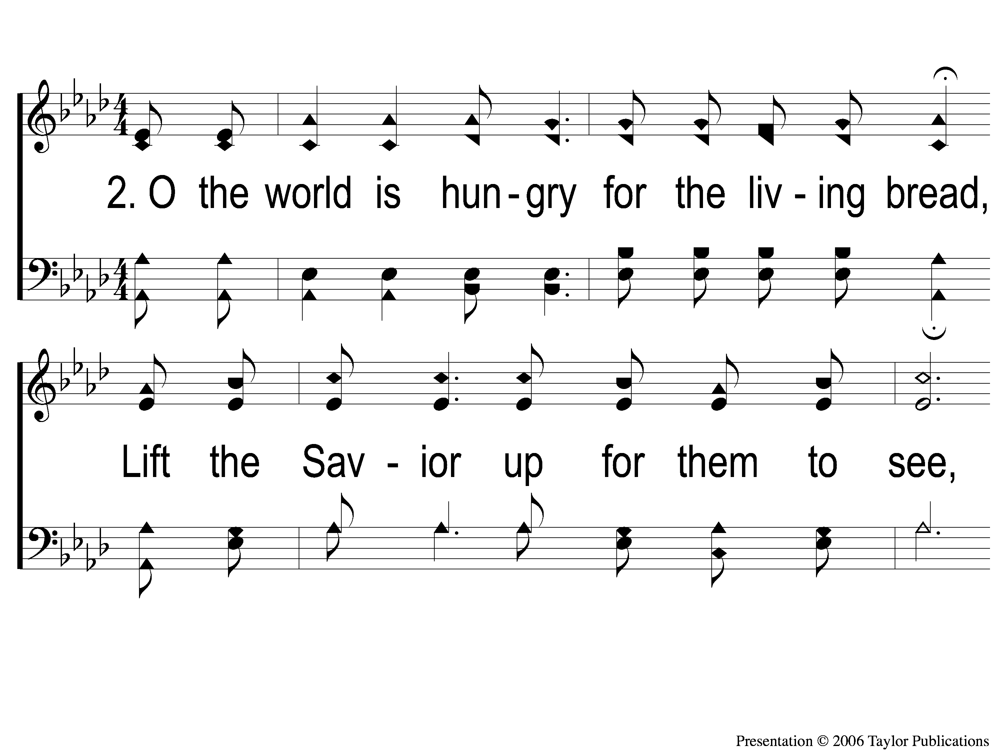 2. O the world is hun-gry for the liv-ing bread,
Lift the Sav-ior up for them to see,
Presentation © 2006 Taylor Publications